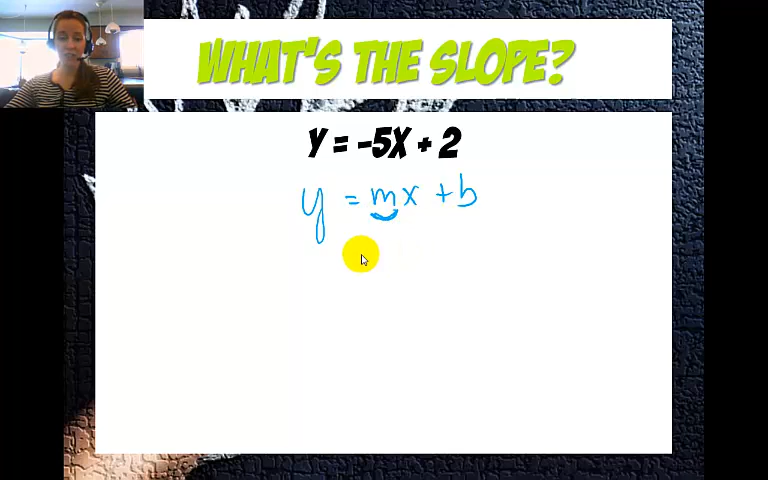 WHAT'S THE SLOPE?
Y = -5X + 2
y = mx + b